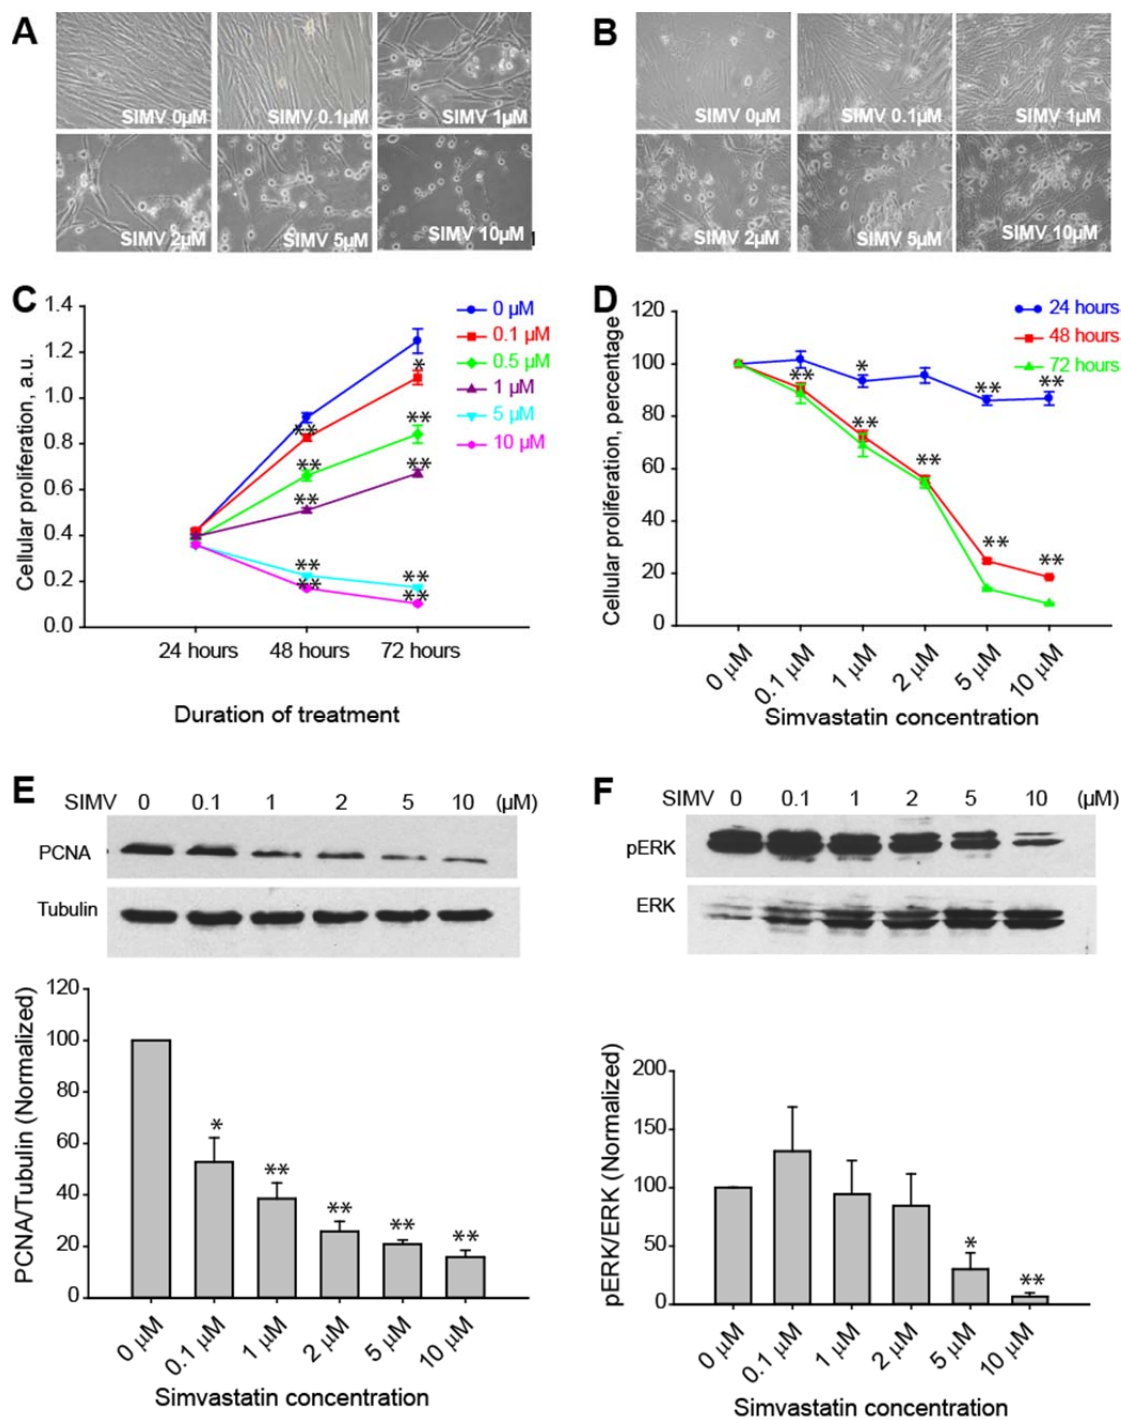 A
SIMV 0µM
SIMV 0.1µM
SIMV 1µM
SIMV 2µM
SIMV 5µM
SIMV 10µM
B
SIMV 0µM
SIMV 0.1µM
SIMV 1µM
SIMV 2µM
SIMV 5µM
SIMV 10µM
C
Cellular proliferation, a.u.
1.4
1.2
1.0
0.8
0.6
0.4
0.2
0.0
0 µM
0.1 µM
0.5 µM
1 µM
5 µM
10 µM
*
**
**
**
**
**
**
**
**
**
24 hours 48 hours 72 hours
Duration of treatment
D
Cellular proliferation, percentage
120
100
80
60
40
20
0
24 hours
48 hours
72 hours
**
*
**
**
**
**
**
**
0 µM 0.1 µM 1 µM 2 µM 5 µM 10 µM
Simvastatin concentration
E
SIMV 0 0.1 1 2 5 10 (µM)
PCNA
Tubulin
PCNA/Tubulin (Normalized)
120
100
80
60
40
20
0
*
**
**
**
**
0 µM 0.1 µM 1 µM 2 µM 5 µM 10 µM
Simvastatin concentration
F
SIMV 0 0.1 1 2 5 10 (µM)
pERK
ERK
pERK/ERK (Normalized)
200
150
100
50
0
*
**
0 µM 0.1 µM 1 µM 2 µM 5 µM 10 µM
Simvastatin concentration